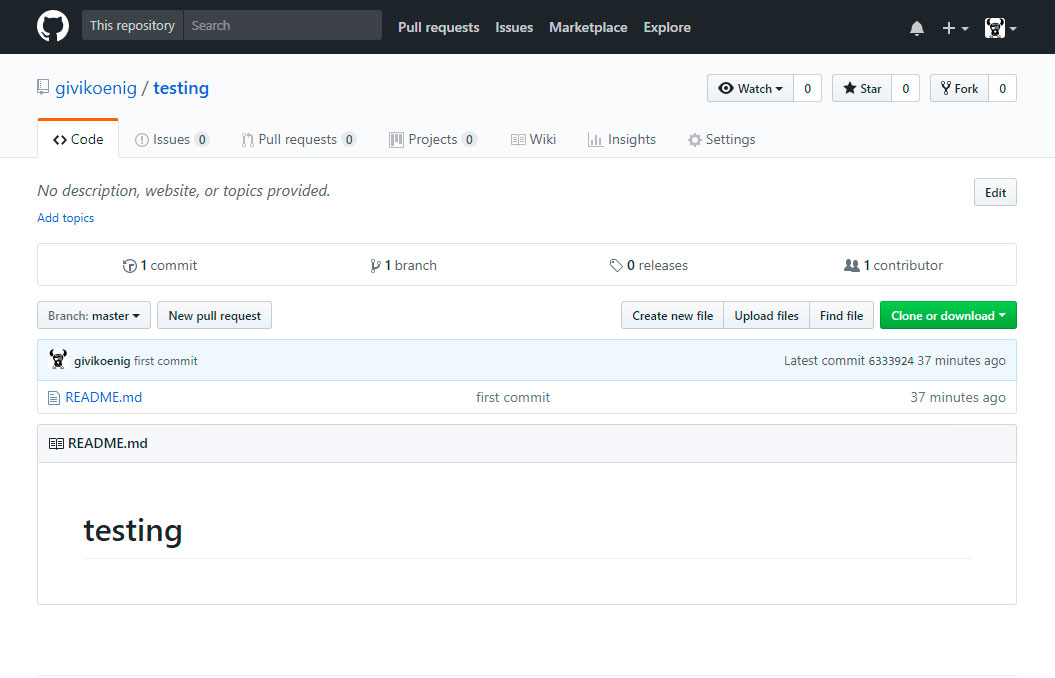 This repository Search Pull requests Issues Marketplace Explore
givikoenig / testing Watch 0 Star 0 Fork 0
Code Issues 0 Pull requests 0 Projects 0 Wiki Insights Settings
No description, website, or topics provided. Edit
Add topics
1 commit 1 branch 0 releases 1 contributor
Branch: master New pull request Create new file Upload files Find file Clone or download
givikoenig first commit Latest commit 6333924 37 minutes ago
README.md first commit 37 minutes ago
README.md
testing